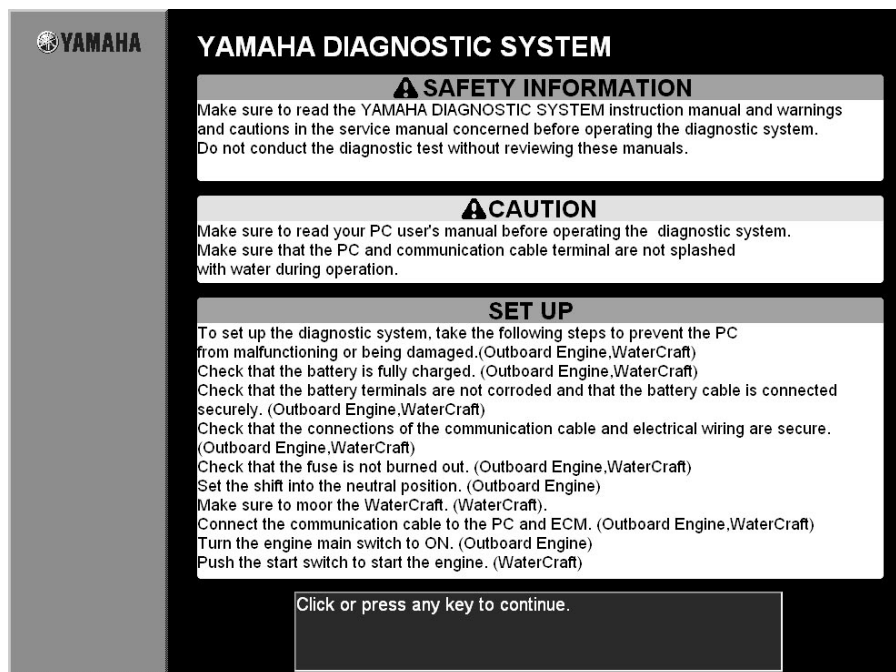 YAMAHA
YAMAHA DIAGNOSTIC SYSTEM
SAFETY INFORMATION
Make sure to read the YAMAHA DIAGNOSTIC SYSTEM instruction manual and warnings
and cautions in the service manual concerned before operating the diagnostic system.
Do not conduct the diagnostic test without reviewing these manuals.
CAUTION
Make sure to read your PC user's manual before operating the  diagnostic system.
Make sure that the PC and communication cable terminal are not splashed
with water during operation.
SET UP
To set up the diagnostic system, take the following steps to prevent the PC
from malfunctioning or being damaged.(Outboard Engine,WaterCraft)
Check that the battery is fully charged. (Outboard Engine,WaterCraft)
Check that the battery terminals are not corroded and that the battery cable is connected
securely. (Outboard Engine,WaterCraft)
Check that the connections of the communication cable and electrical wiring are secure.
(Outboard Engine,WaterCraft)
Check that the fuse is not burned out. (Outboard Engine,WaterCraft)
Set the shift into the neutral position. (Outboard Engine)
Make sure to moor the WaterCraft. (WaterCraft).
Connect the communication cable to the PC and ECM. (Outboard Engine,WaterCraft)
Turn the engine main switch to ON. (Outboard Engine)
Push the start switch to start the engine. (WaterCraft)
Click or press any key to continue.